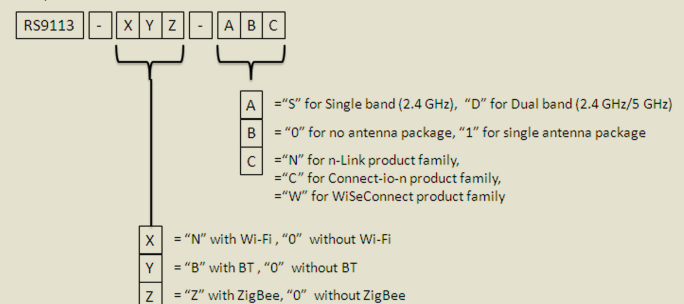 RS9113 - X Y Z - A B C
A ="S" for Single band (2.4 GHz), "D" for Dual band (2.4 GHz/5 GHz)
B = "0" for no antenna package, "1" for single antenna package
C ="N" for n-Link product family,
="C" for Connect-io-n product family,
="W" for WiSeConnect product family
X = "N" with Wi-Fi , "0" without Wi-Fi
Y = "B" with BT , "0" without BT
Z = "Z" with ZigBee, "0" without ZigBee